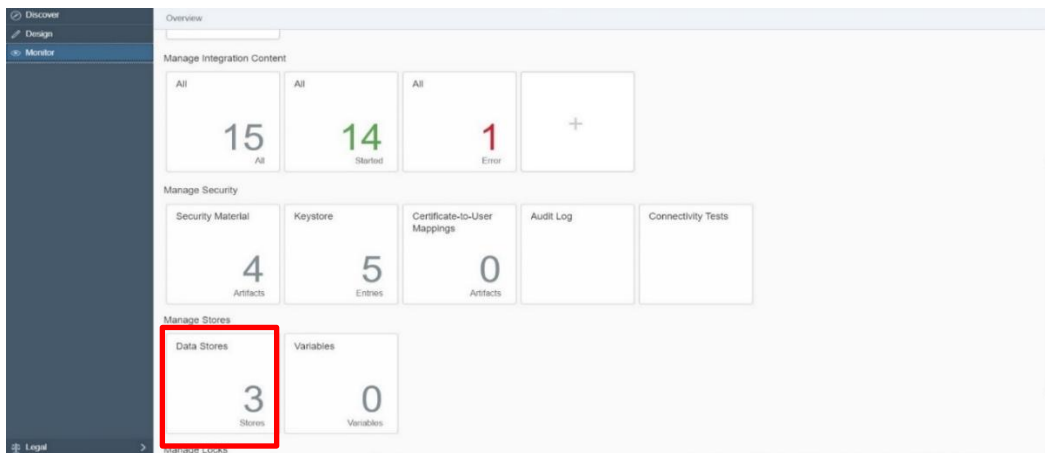 Discover
Design
Monitor
Overview
Manage Integration Content
All
15
All
All
14
Started
All
1
Error
+
Manage Security
Security Material
4
Artifacts
Keystore
5
Entries
Certificate-to-User
Mappings
0
Artifacts
Audit Log
Connectivity Tests
Manage Stores
Data Stores
3
Stores
Variables
0
Variables
Legal
Manage Locks